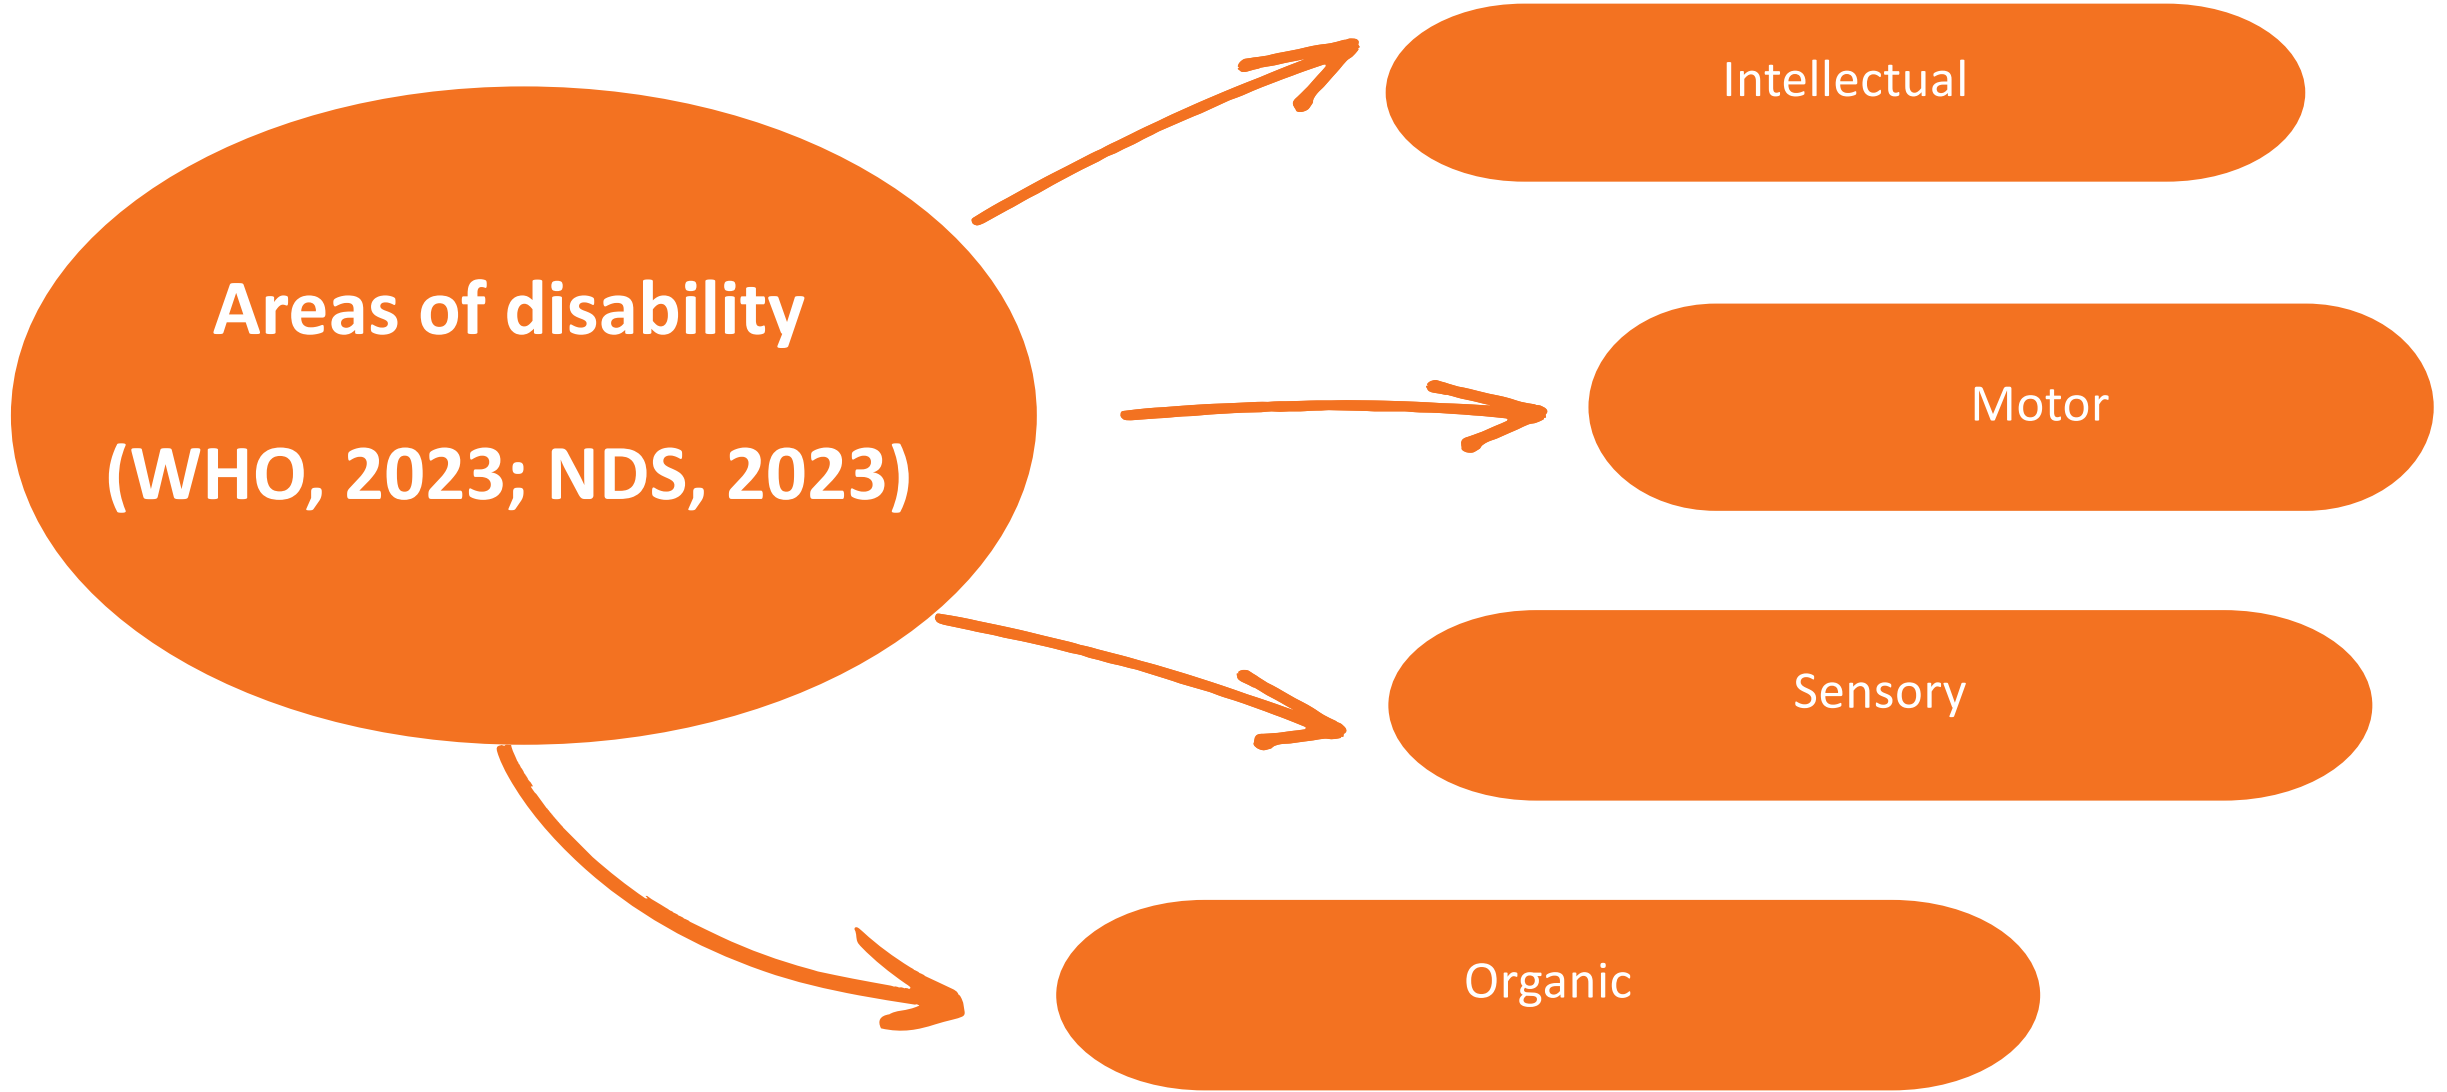 Areas of disability
(WHO, 2023; NDS, 2023)
Intellectual
Motor
Sensory
Organic